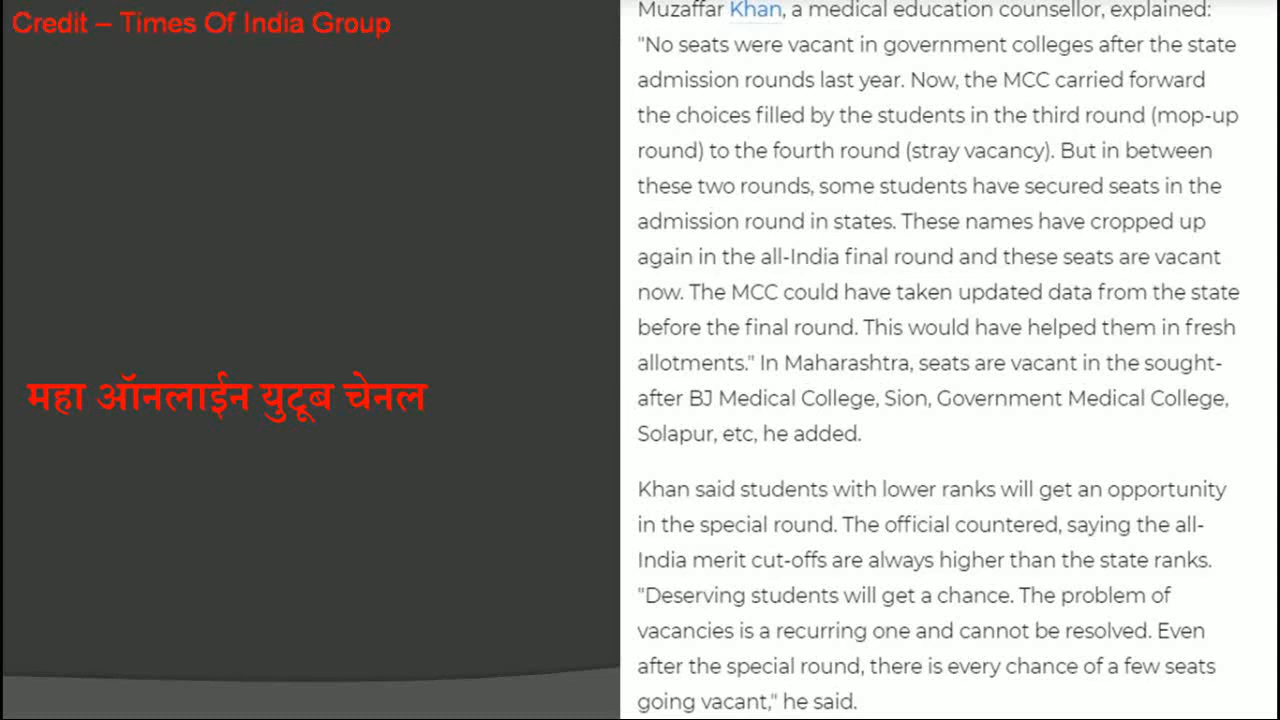 Credit – Times Of India Group
महा ऑनलाईन युटूब चेनल
Muzaffar Khan, a medical education counsellor, explained:
"No seats were vacant in government colleges after the state
admission rounds last year. Now, the MCC carried forward
the choices filled by the students in the third round (mop-up
round) to the fourth round (stray vacancy). But in between
these two rounds, some students have secured seats in the
admission round in states. These names have cropped up
again in the all-India final round and these seats are vacant
now. The MCC could have taken updated data from the state
before the final round. This would have helped them in fresh
allotments." In Maharashtra, seats are vacant in the sought-
after BJ Medical College, Sion, Government Medical College,
Solapur, etc, he added.
Khan said students with lower ranks will get an opportunity
in the special round. The official countered, saying the all-
India merit cut-offs are always higher than the state ranks.
"Deserving students will get a chance. The problem of
vacancies is a recurring one and cannot be resolved. Even
after the special round, there is every chance of a few seats
going vacant," he said.